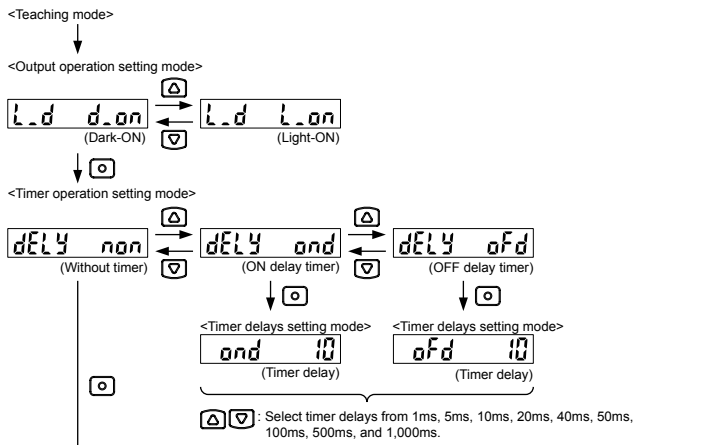 <Teaching mode>
<Output operation setting mode>
L_d d_on
(Dark-ON)
L_d L_on
(Light-ON)
<Timer operation setting mode>
dELY non
(Without timer)
dELY ond
(ON delay timer)
dELY oFd
(OFF delay timer)
<Timer delays setting mode>
ond 10
(Timer delay)
<Timer delays setting mode>
oFd 10
(Timer delay)
: Select timer delays from 1ms, 5ms, 10ms, 20ms, 40ms, 50ms,
100ms, 500ms, and 1,000ms.